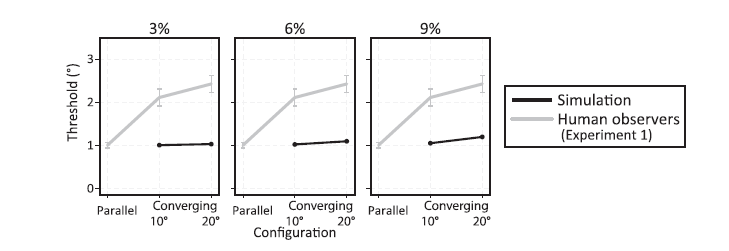 3% 6% 9%
Threshold (°)
3
2
1
0
Simulation
Human observers
(Experiment 1)
Parallel Converging Parallel Converging Parallel Converging
10° 20° 10° 20° 10° 20°
Configuration